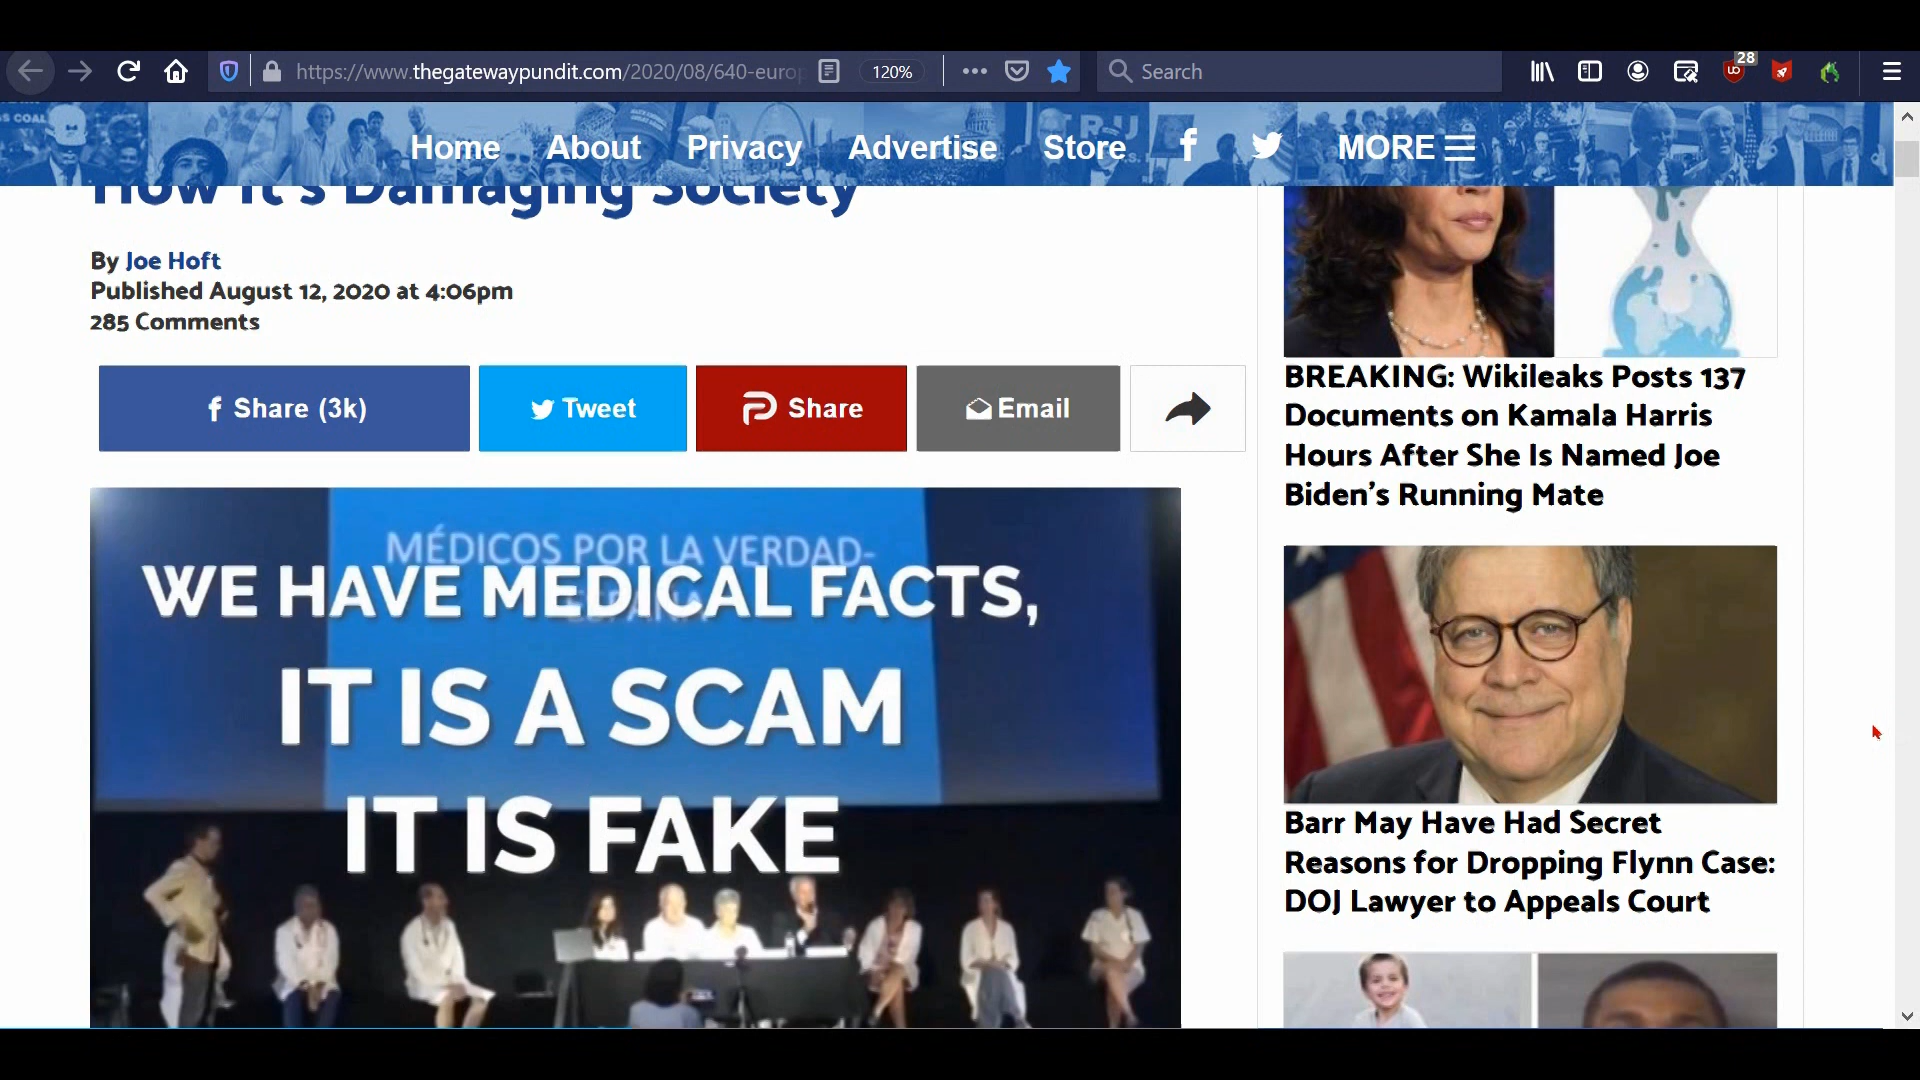 https://www.thegatewaypundit.com/2020/08/640-europ
120%
Search
28
Home
About
Privacy
Advertise
Store
MORE
How It's Damaging Society
By Joe Hoft
Published August 12, 2020 at 4:06pm
285 Comments
Share (3k)
Tweet
Share
Email
MÉDICOS POR LA VERDAD-
WE HAVE MEDICAL FACTS,
IT IS A SCAM
IT IS FAKE
BREAKING: Wikileaks Posts 137
Documents on Kamala Harris
Hours After She Is Named Joe
Biden's Running Mate
Barr May Have Had Secret
Reasons for Dropping Flynn Case:
DOJ Lawyer to Appeals Court